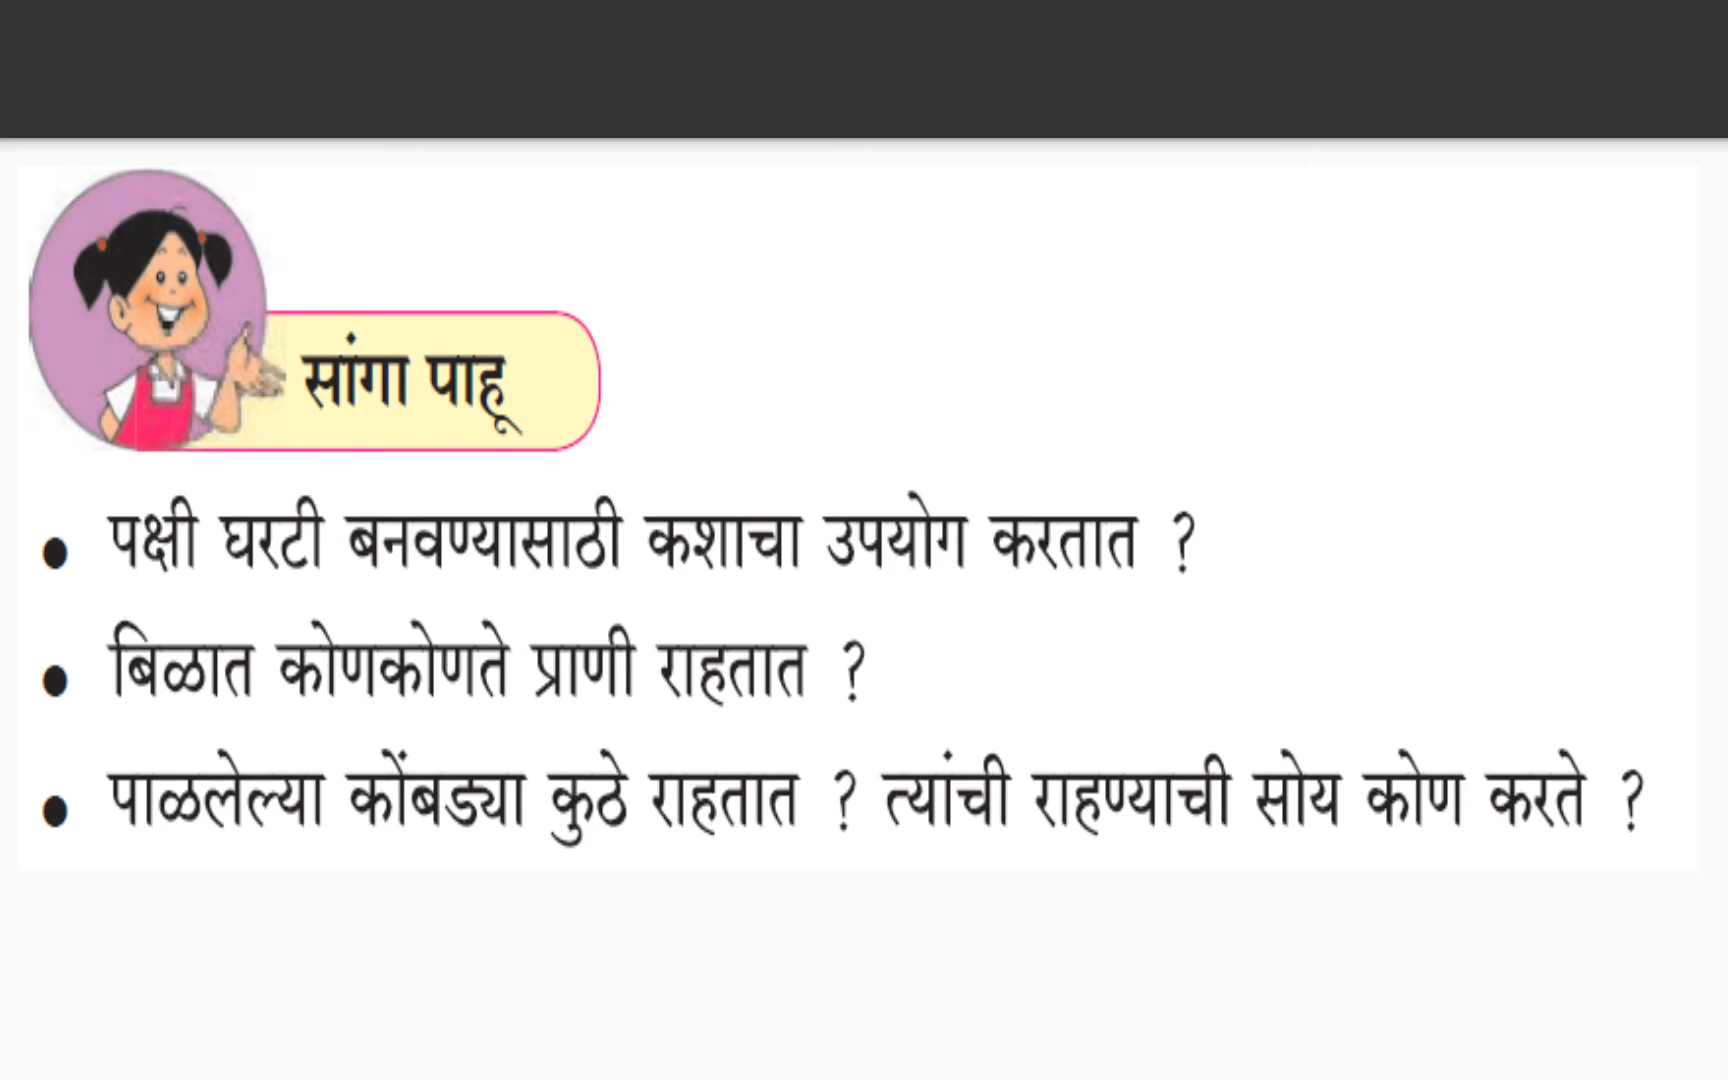 सांगा पाहू
• पक्षी घरटी बनवण्यासाठी कशाचा उपयोग करतात ?
• बिळात कोणकोणते प्राणी राहतात ?
• पाळलेल्या कोंबड्या कुठे राहतात ? त्यांची राहण्याची सोय कोण करते ?